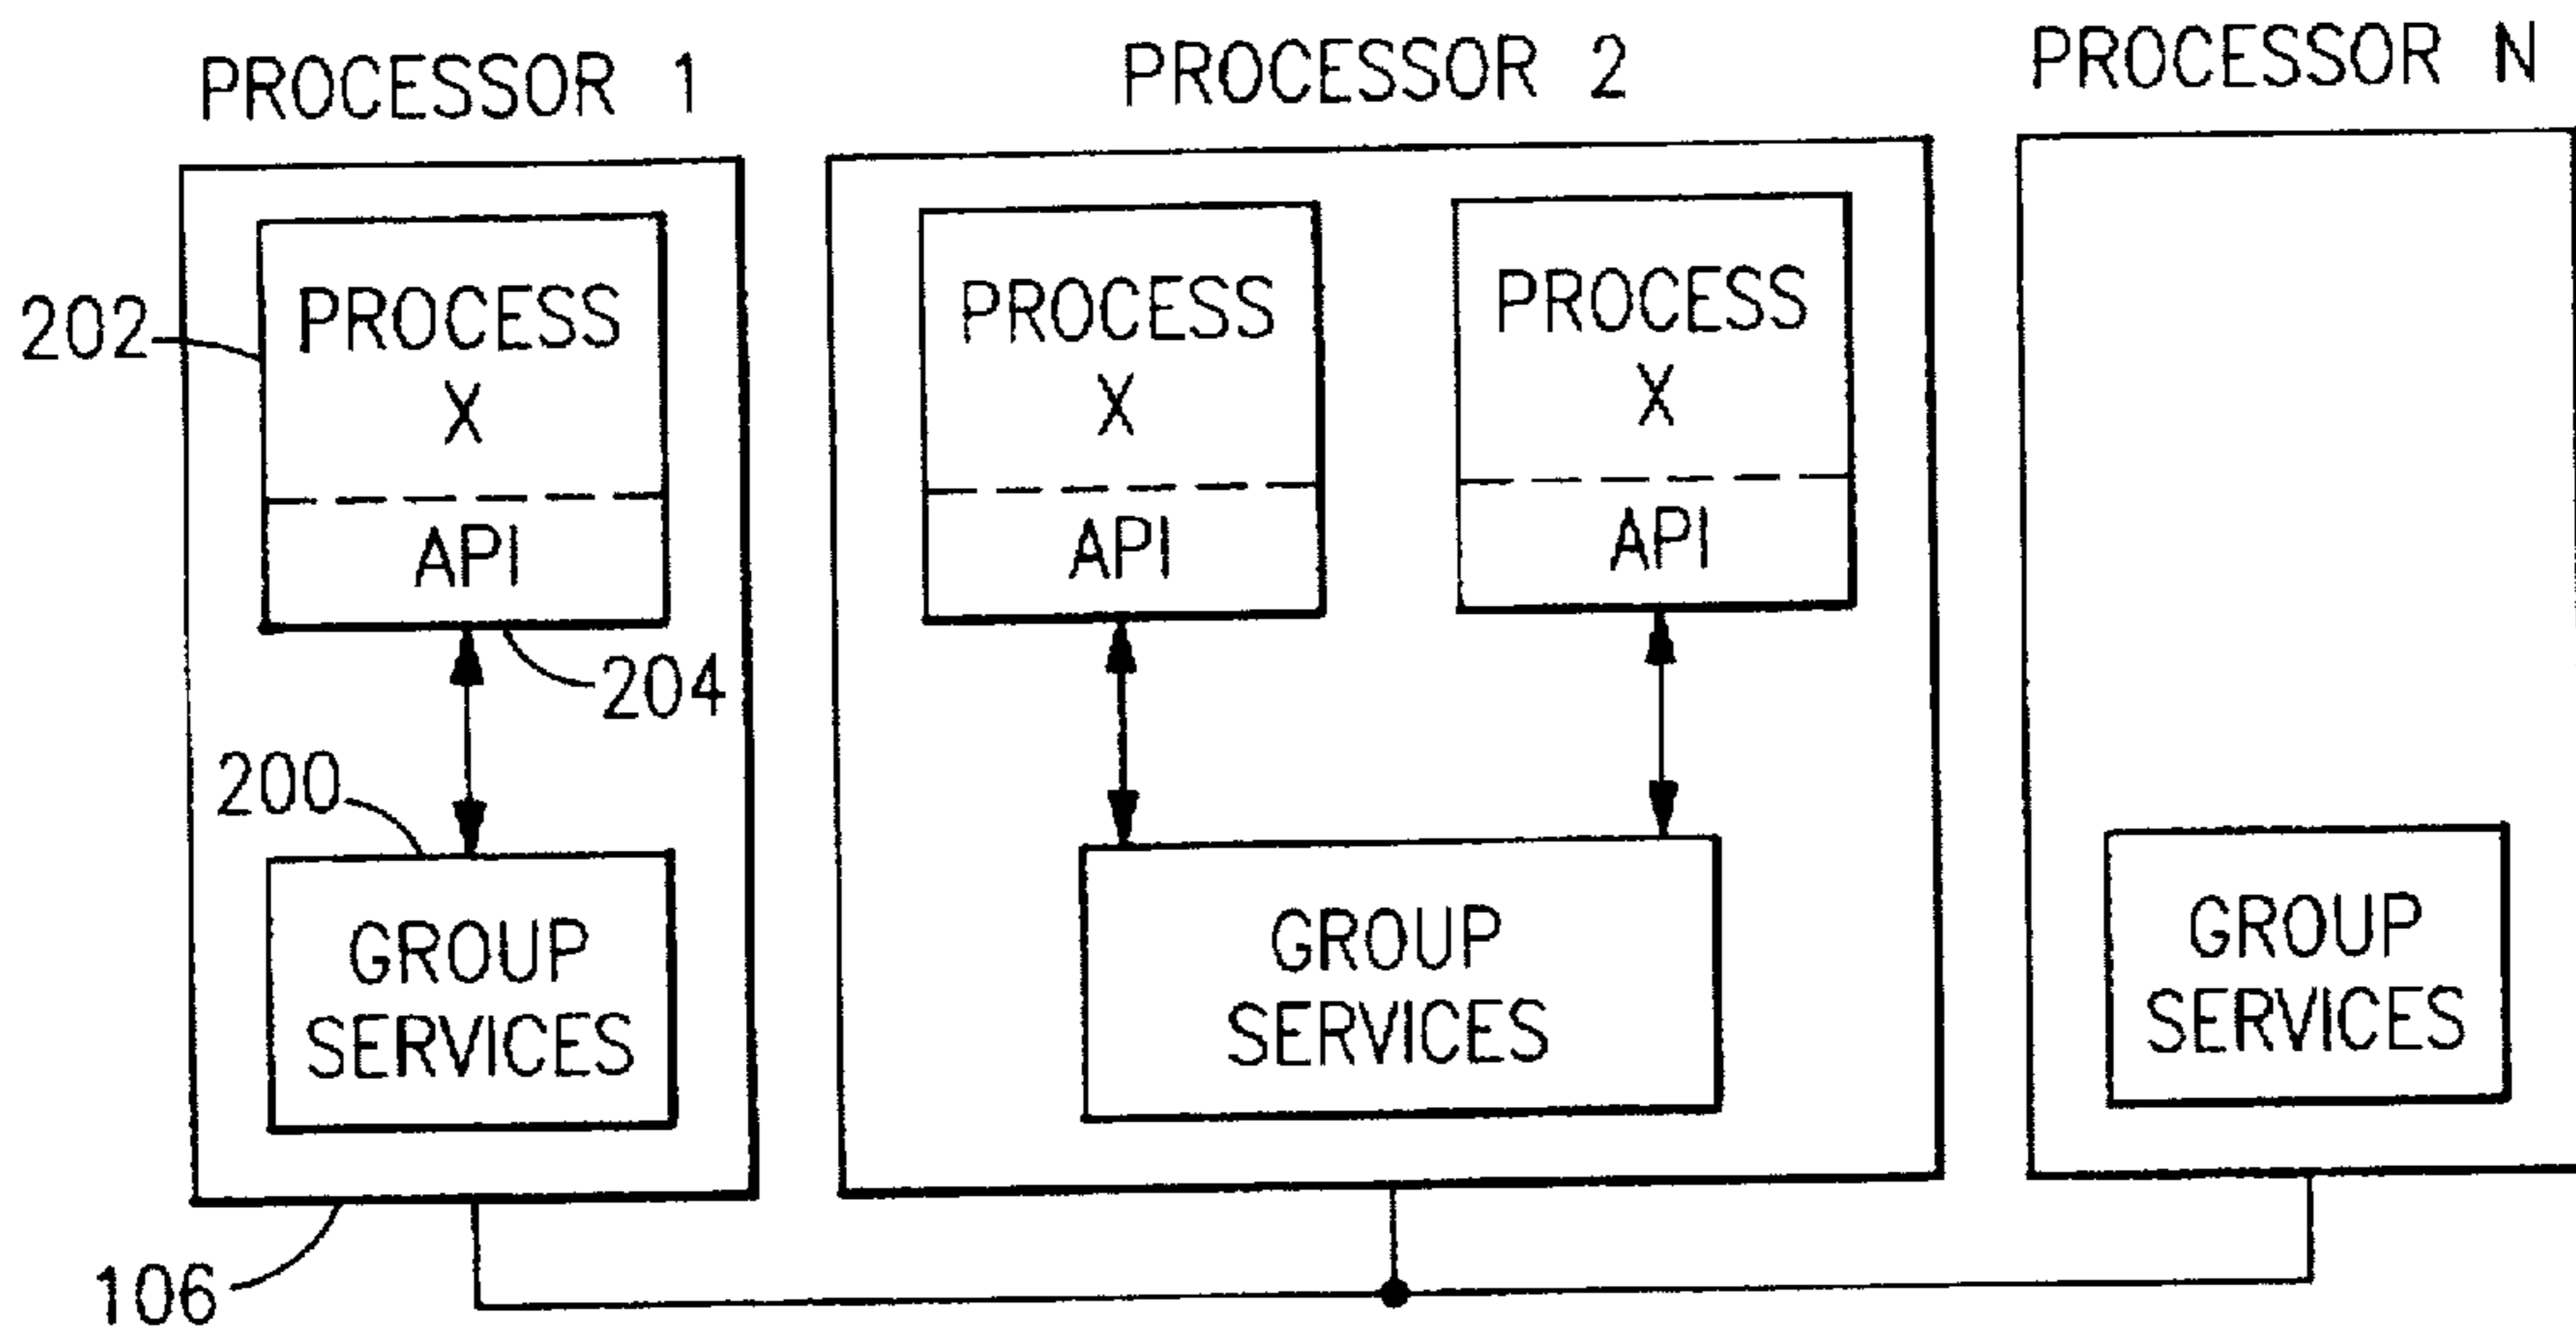 PROCESSOR 1
PROCESSOR 2
PROCESSOR N
202
PROCESS
X
API
204
200
GROUP
SERVICES
106
PROCESS
X
API
PROCESS
X
API
GROUP
SERVICES
GROUP
SERVICES